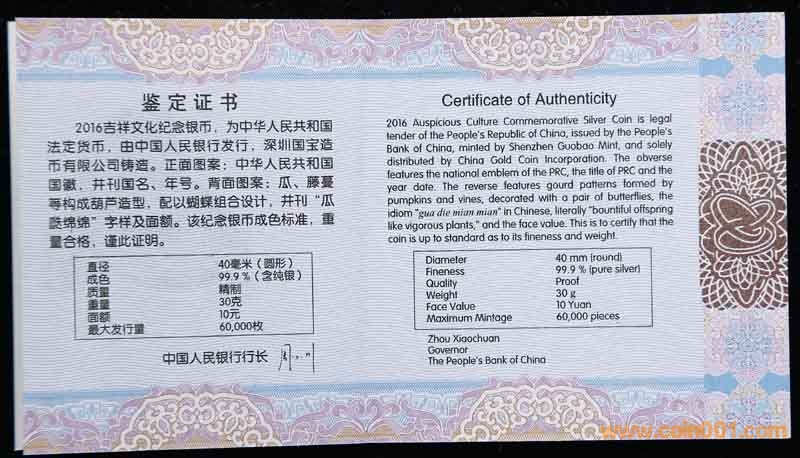 鉴定证书
2016吉祥文化纪念银币，为中华人民共和国
法定货币，由中国人民银行发行，深圳国宝造
币有限公司铸造。正面图案：中华人民共和国
国徽，并刊国名、年号。背面图案：瓜、藤蔓
等构成葫芦造型，配以蝴蝶组合设计，并刊“瓜
瓞绵绵”字样及面额。该纪念银币成色标准，重
量合格，谨此证明。
直径 40毫米（圆形）
成色 99.9％（含纯银）
质量 精制
重量 30克
面额 10元
最大发行量 60,000枚
中国人民银行行长
Certificate of Authenticity
2016 Auspicious Culture Commemorative Silver Coin is legal
tender of the People's Republic of China, issued by the People's
Bank of China, minted by Shenzhen Guobao Mint, and solely
distributed by China Gold Coin Incorporation. The obverse
features the national emblem of the PRC, the title of PRC and the
year date. The reverse features gourd patterns formed by
pumpkins and vines, decorated with a pair of butterflies, the
idiom "gua die mian mian" in Chinese, literally "bountiful offspring
like vigorous plants," and the face value. This is to certify that the
coin is up to standard as to its fineness and weight.
Diameter 40 mm (round)
Fineness 99.9 % (pure silver)
Quality Proof
Weight 30 g
Face Value 10 Yuan
Maximum Mintage 60,000 pieces
Zhou Xiaochuan
Governor
The People's Bank of China
www.coin001.com